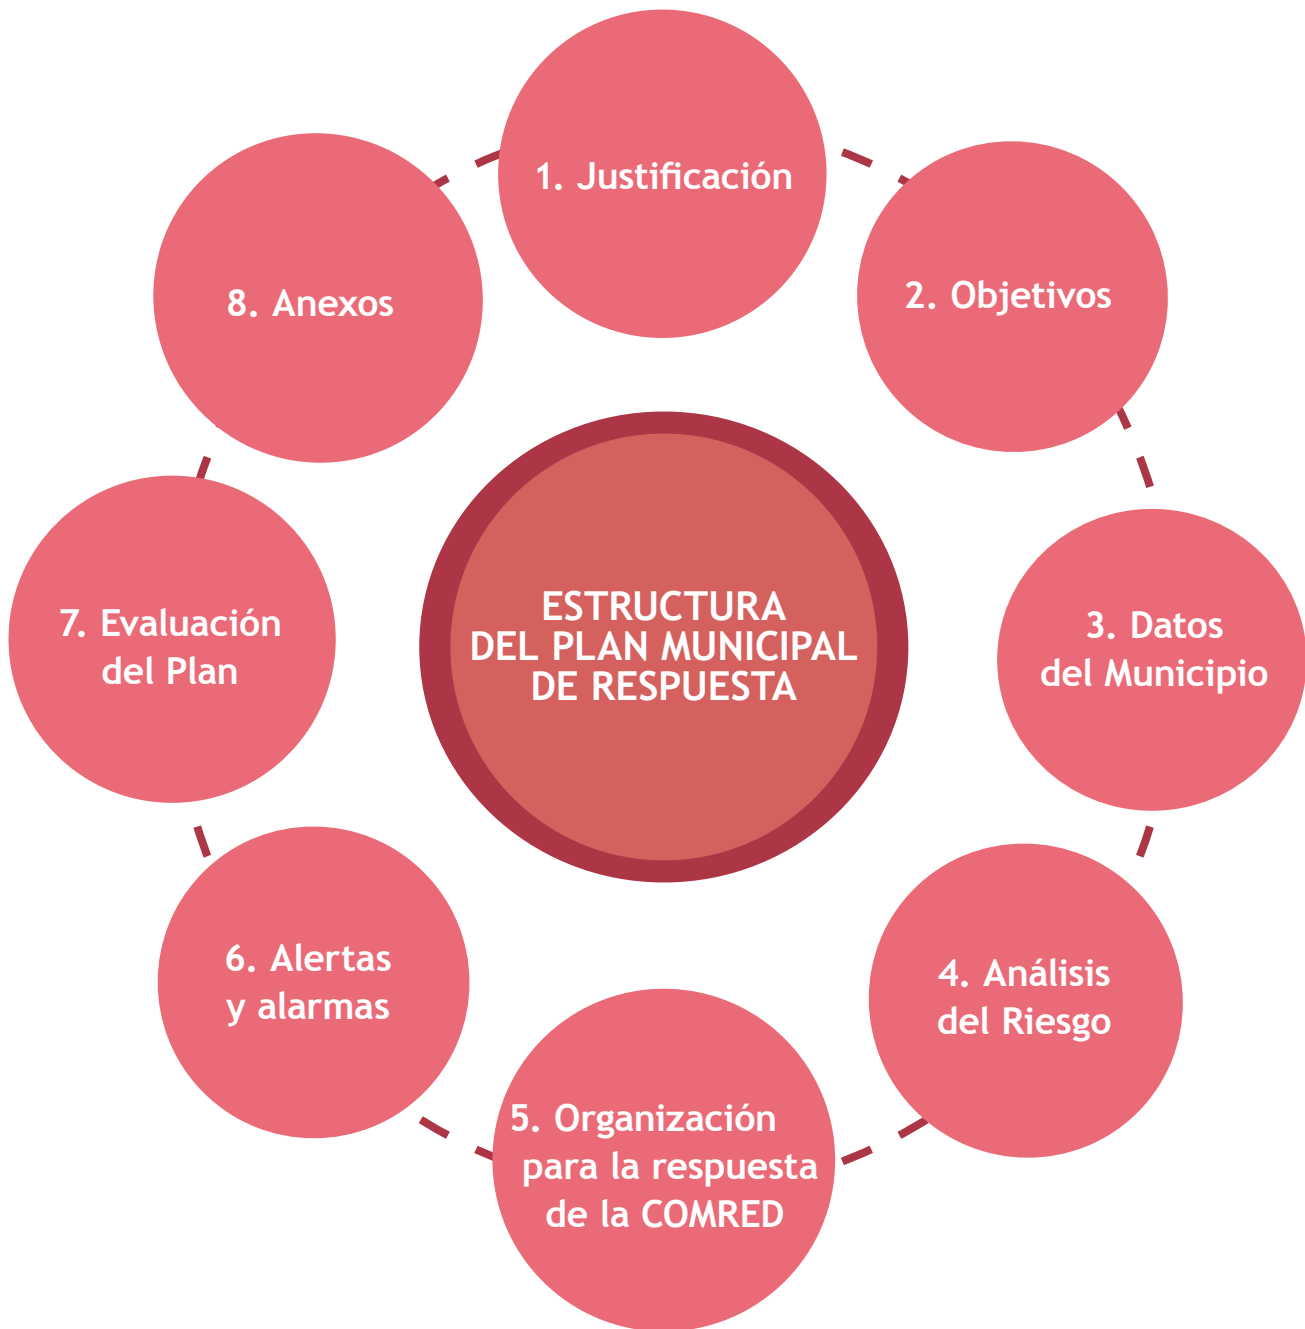 1. Justificación
2. Objetivos
3. Datos
del Municipio
4. Análisis
del Riesgo
5. Organización
para la respuesta
de la COMRED
6. Alertas
y alarmas
7. Evaluación
del Plan
8. Anexos
ESTRUCTURA
DEL PLAN MUNICIPAL
DE RESPUESTA